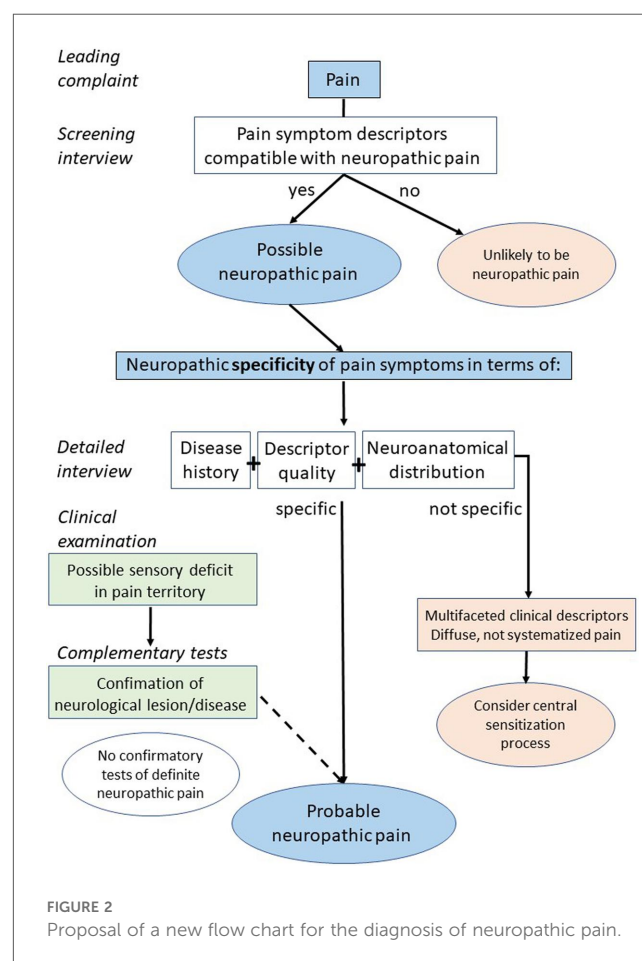 Leading
complaint
Pain
Screening
interview
Pain symptom descriptors
compatible with neuropathic pain
yes
no
Possible
neuropathic pain
Unlikely to be
neuropathic pain
Neuropathic specificity of pain symptoms in terms of:
Detailed
interview
Disease
history
+
Descriptor
quality
+
Neuroanatomical
distribution
specific
not specific
Clinical
examination
Possible sensory deficit
in pain territory
Multifaceted clinical descriptors
Diffuse, not systematized pain
Complementary tests
Confimation of
neurological lesion/disease
Consider central
sensitization
process
No confirmatory
tests of definite
neuropathic pain
Probable
neuropathic pain
FIGURE 2
Proposal of a new flow chart for the diagnosis of neuropathic pain.